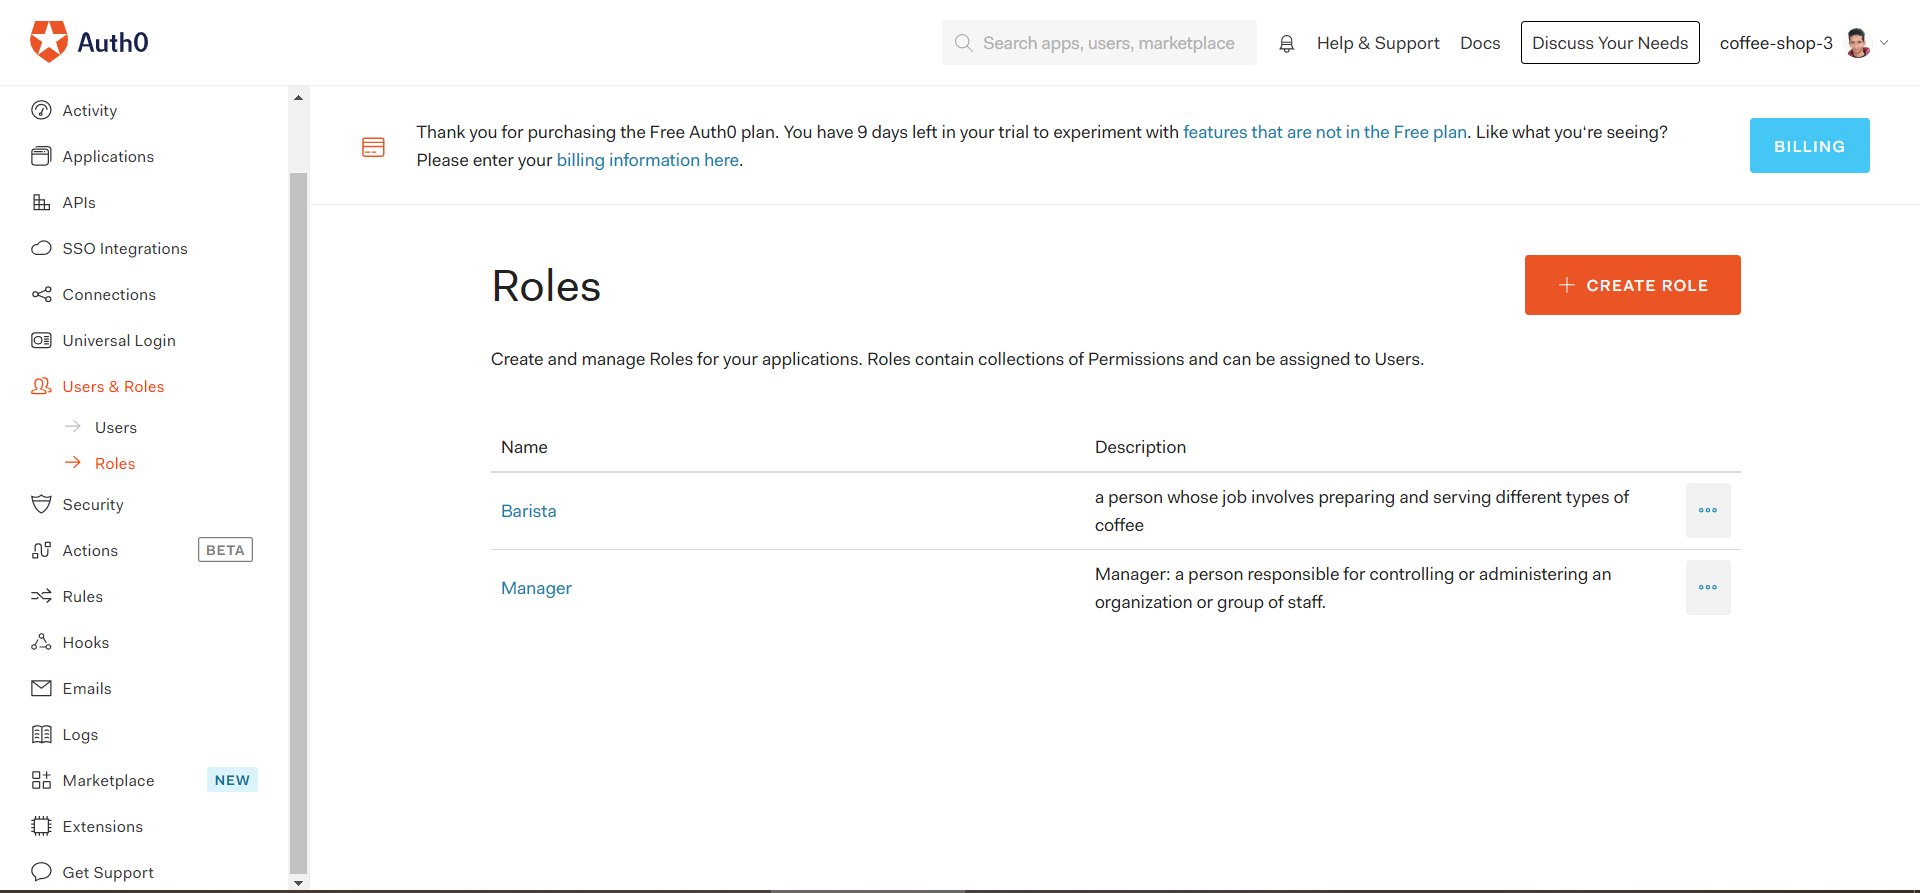 Auth0
Search apps, users, marketplace
Help & Support
Docs
Discuss Your Needs
coffee-shop-3
Activity
Applications
APIs
SSO Integrations
Connections
Universal Login
Users & Roles
Users
Roles
Security
Actions
BETA
Rules
Hooks
Emails
Logs
Marketplace
NEW
Extensions
Get Support
Thank you for purchasing the Free Auth0 plan. You have 9 days left in your trial to experiment with features that are not in the Free plan. Like what you're seeing?
Please enter your billing information here.
BILLING
Roles
CREATE ROLE
Create and manage Roles for your applications. Roles contain collections of Permissions and can be assigned to Users.
Name
Description
Barista
a person whose job involves preparing and serving different types of
coffee
Manager
Manager: a person responsible for controlling or administering an
organization or group of staff.